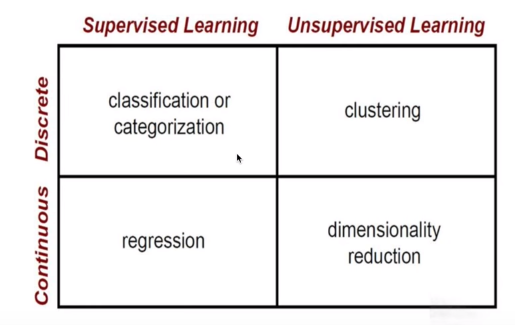 Supervised Learning Unsupervised Learning
Discrete
classification or
categorization
clustering
Continuous
regression
dimensionality
reduction